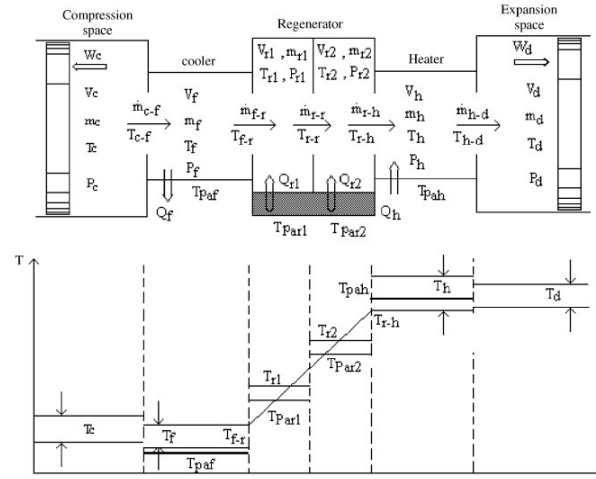 Compression space
Regenerator
Expansion space
cooler
Heater
Wc
Vr1 , mr1
Vr2 , mr2
Wd
Tr1 , Pr1
Tr2 , Pr2
Vc
Vf
Vh
Vd
ṁc-f
ṁf-r
ṁr-r
ṁr-h
ṁh-d
mc
mf
mh
md
Tc-f
Tf-r
Tr-r
Tr-h
Th-d
Tc
Tf
Th
Td
Pc
Pf
Ph
Pd
Qf
Tpaf
Qr1
Qr2
Qh
Tpah
Tpar1
Tpar2
T
Tpah
Th
Td
Tr-h
Tr2
TPar2
Tr1
TPar1
Tc
Tf
Tf-r
Tpaf